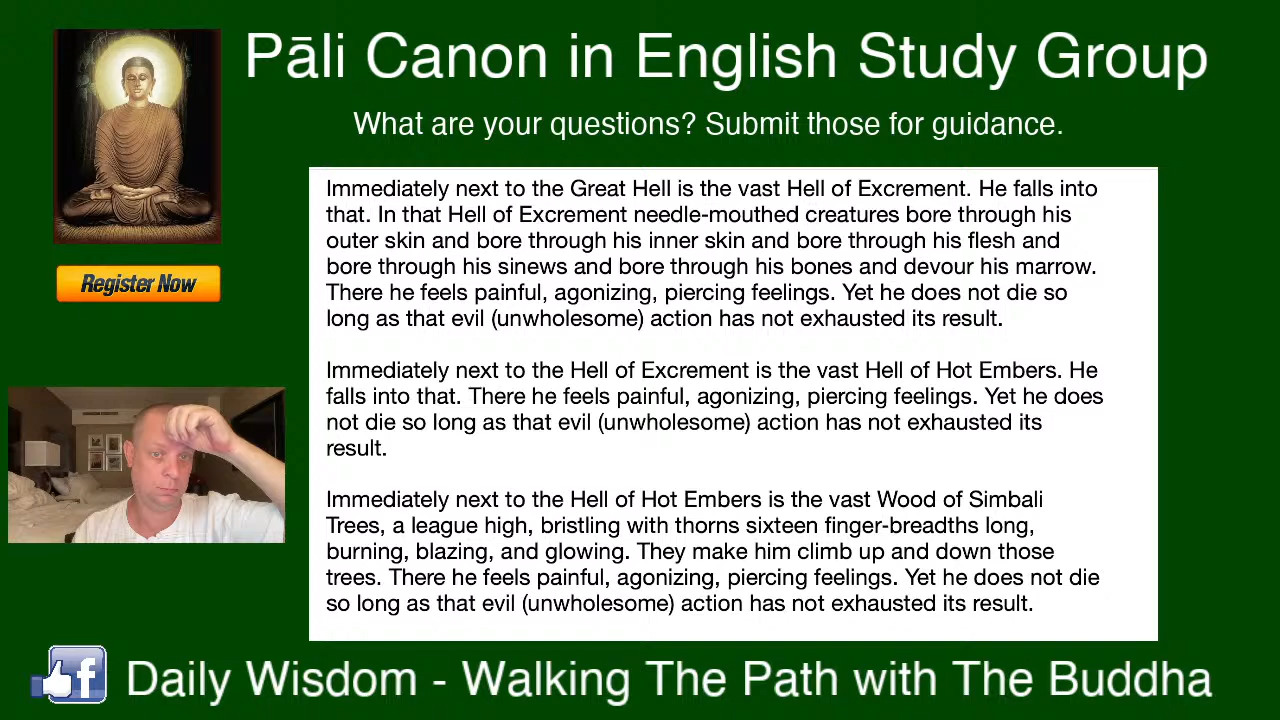 Pāli Canon in English Study Group
What are your questions? Submit those for guidance.
Register Now
Immediately next to the Great Hell is the vast Hell of Excrement. He falls into
that. In that Hell of Excrement needle-mouthed creatures bore through his
outer skin and bore through his inner skin and bore through his flesh and
bore through his sinews and bore through his bones and devour his marrow.
There he feels painful, agonizing, piercing feelings. Yet he does not die so
long as that evil (unwholesome) action has not exhausted its result.
Immediately next to the Hell of Excrement is the vast Hell of Hot Embers. He
falls into that. There he feels painful, agonizing, piercing feelings. Yet he does
not die so long as that evil (unwholesome) action has not exhausted its
result.
Immediately next to the Hell of Hot Embers is the vast Wood of Simbali
Trees, a league high, bristling with thorns sixteen finger-breadths long,
burning, blazing, and glowing. They make him climb up and down those
trees. There he feels painful, agonizing, piercing feelings. Yet he does not die
so long as that evil (unwholesome) action has not exhausted its result.
f
Daily Wisdom - Walking The Path with The Buddha